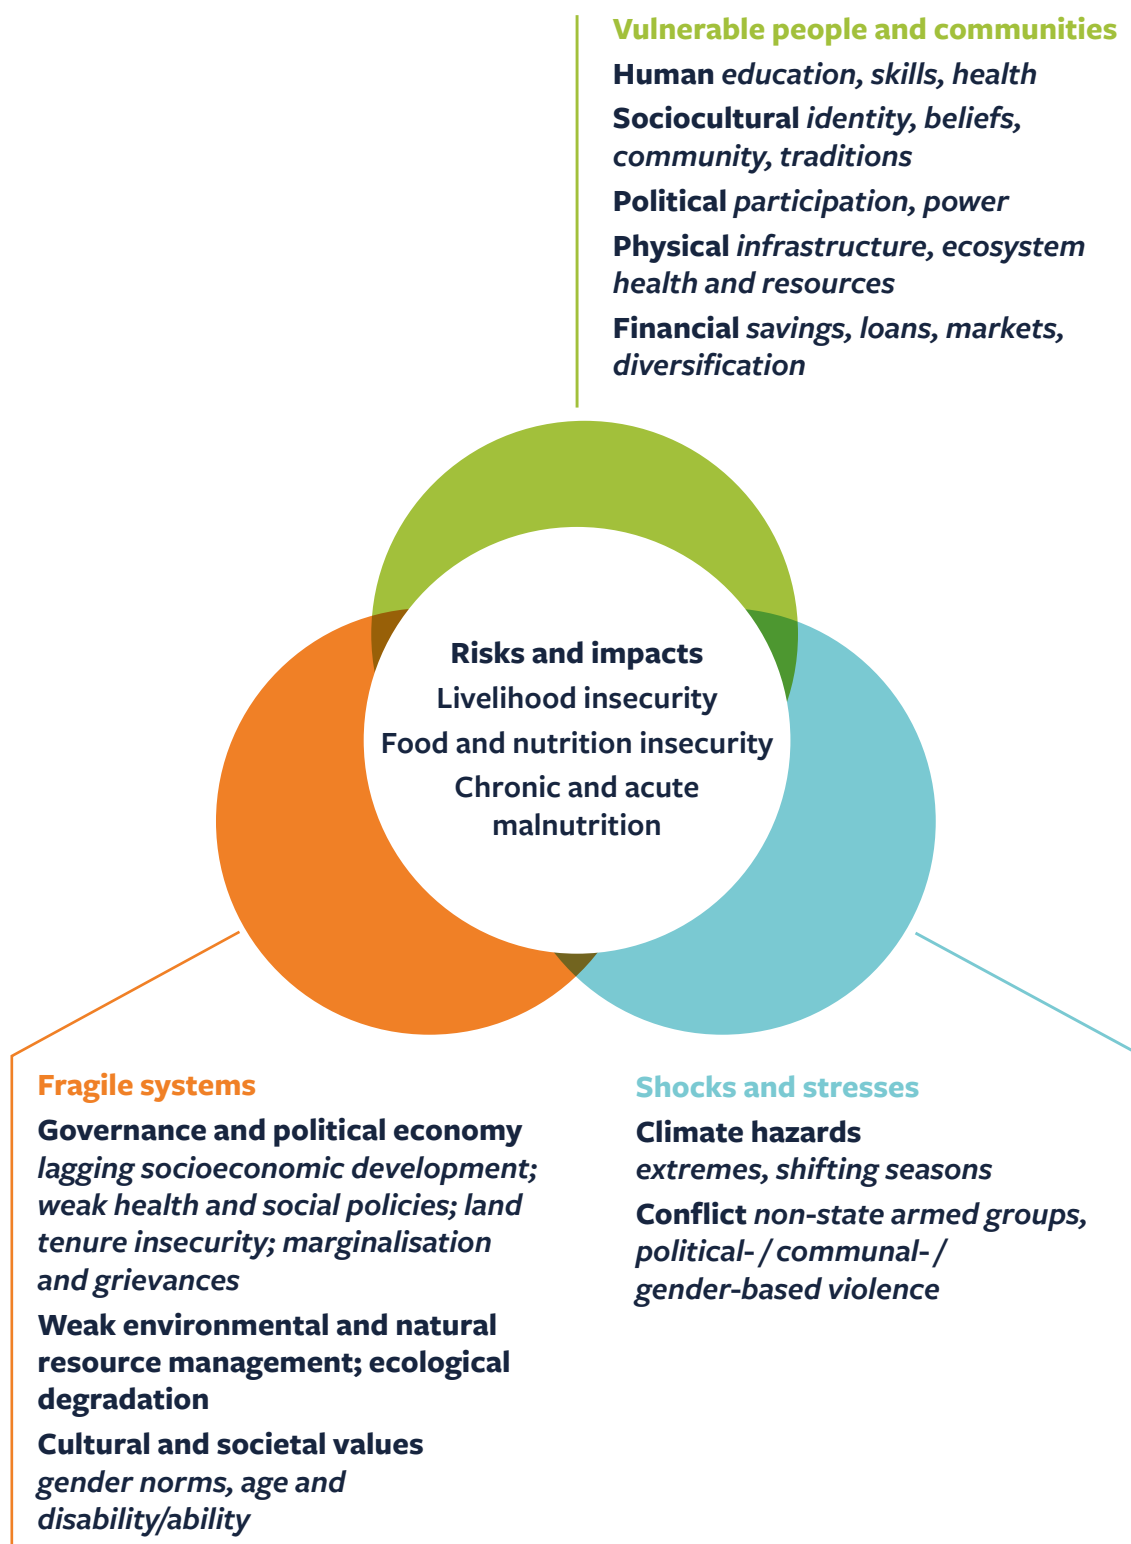 Vulnerable people and communities
Human education, skills, health
Sociocultural identity, beliefs,
community, traditions
Political participation, power
Physical infrastructure, ecosystem
health and resources
Financial savings, loans, markets,
diversification
Risks and impacts
Livelihood insecurity
Food and nutrition insecurity
Chronic and acute
malnutrition
Fragile systems
Governance and political economy
lagging socioeconomic development;
weak health and social policies; land
tenure insecurity; marginalisation
and grievances
Weak environmental and natural
resource management; ecological
degradation
Cultural and societal values
gender norms, age and
disability/ability
Shocks and stresses
Climate hazards
extremes, shifting seasons
Conflict non-state armed groups,
political- / communal- /
gender-based violence